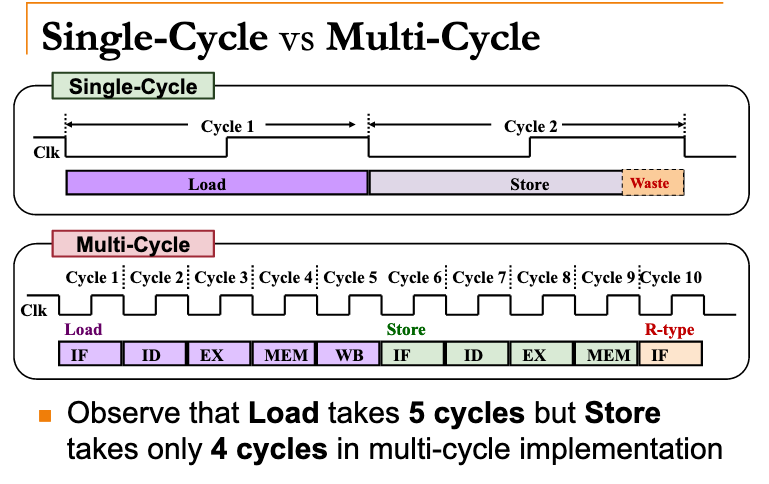 Single-Cycle vs Multi-Cycle
Single-Cycle
Cycle 1 Cycle 2
Clk
Load Store Waste
Multi-Cycle
Cycle 1 Cycle 2 Cycle 3 Cycle 4 Cycle 5 Cycle 6 Cycle 7 Cycle 8 Cycle 9 Cycle 10
Clk
Load Store R-type
IF ID EX MEM WB IF ID EX MEM IF
Observe that Load takes 5 cycles but Store
takes only 4 cycles in multi-cycle implementation